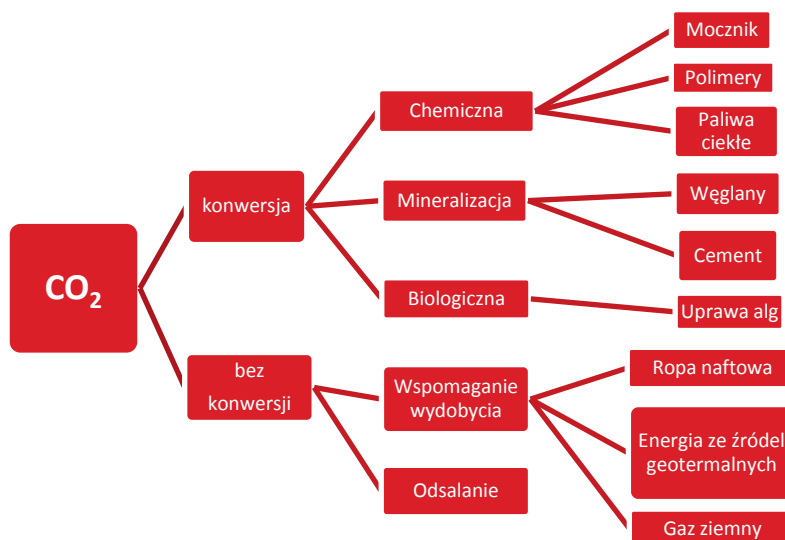 CO₂
konwersja
Chemiczna
Mocznik
Polimery
Paliwa
ciekłe
Mineralizacja
Węglany
Cement
Biologiczna
Uprawa alg
bez
konwersji
Wspomaganie
wydobycia
Ropa naftowa
Energia ze źródel
geotermalnych
Gaz ziemny
Odsalanie